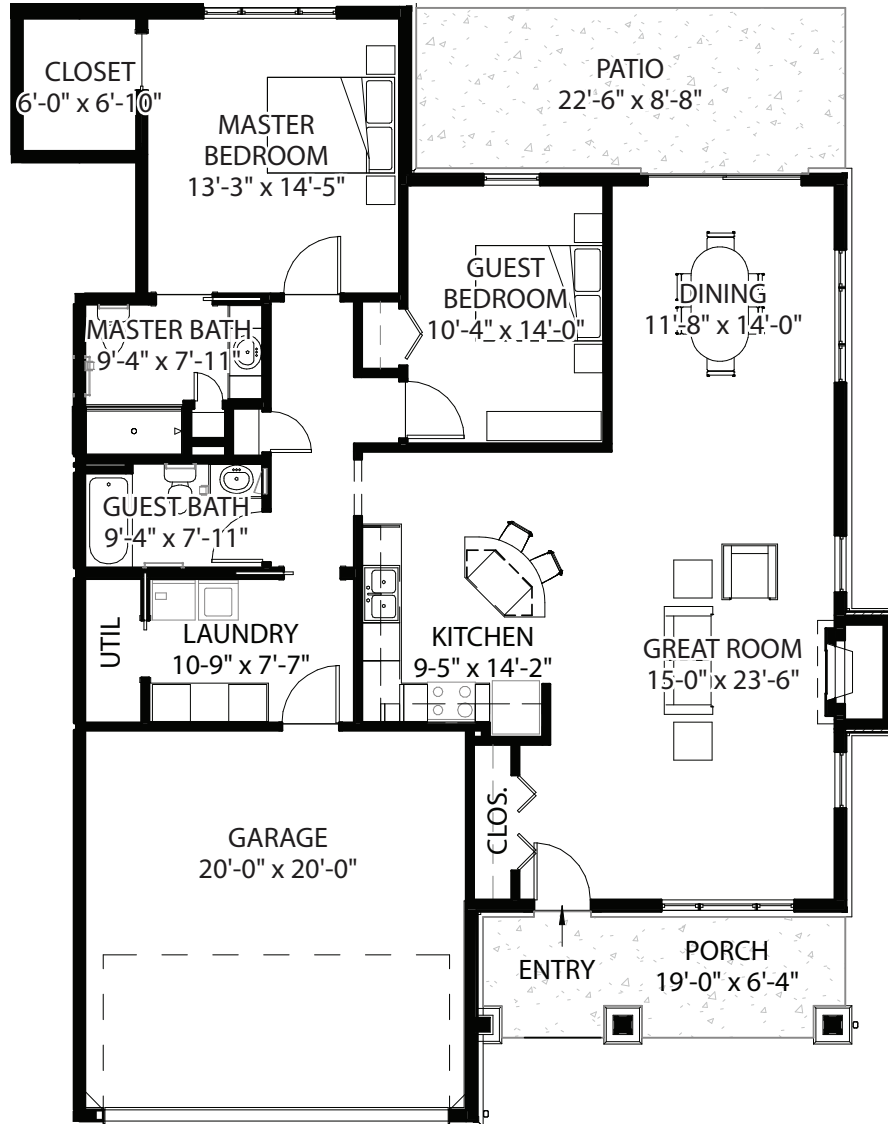 CLOSET
6'-0" x 6'-10"
MASTER
BEDROOM
13'-3" x 14'-5"
PATIO
22'-6" x 8'-8"
GUEST
BEDROOM
10'-4" x 14'-0"
DINING
11'-8" x 14'-0"
MASTER BATH
9'-4" x 7'-11"
GUEST BATH
9'-4" x 7'-11"
UTIL
LAUNDRY
10-9" x 7'-7"
KITCHEN
9-5" x 14'-2"
GREAT ROOM
15-0" x 23'-6"
CLOS.
GARAGE
20'-0" x 20'-0"
ENTRY
PORCH
19'-0" x 6'-4"